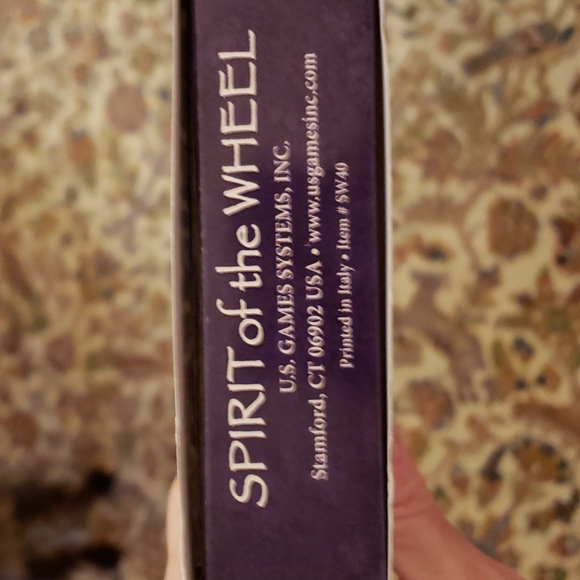 SPIRIT of the WHEEL
U.S. GAMES SYSTEMS, INC.
Stamford, CT 06902 USA • www.usgamesinc.com
Printed in Italy • Item # SW40